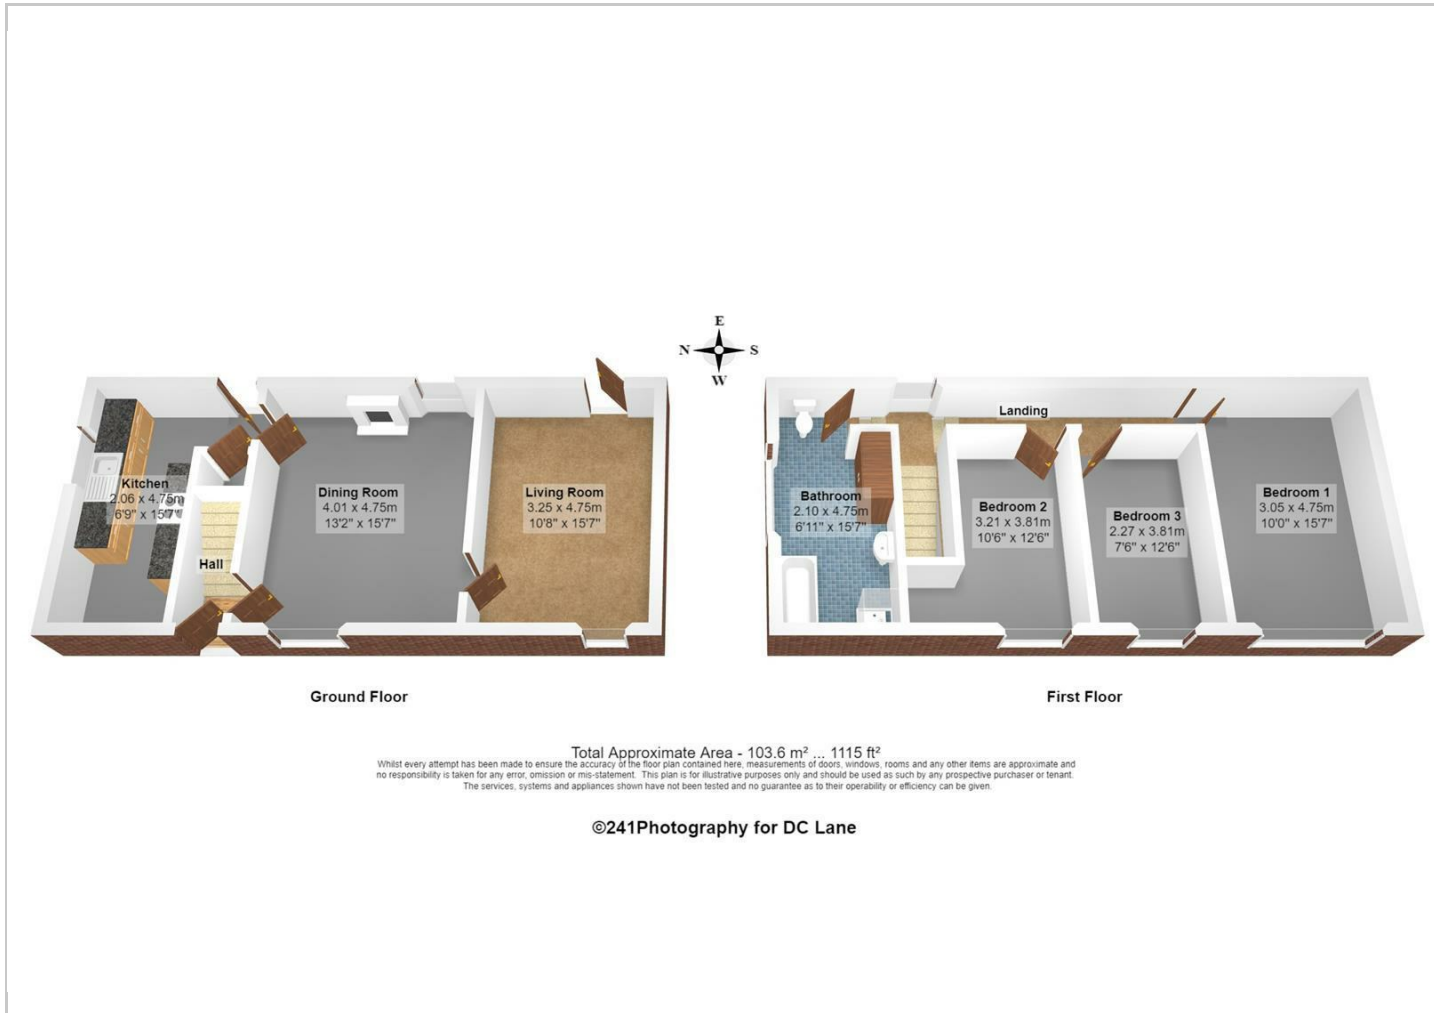 E
N S
W
Landing
Kitchen
2.06 x 4.75m
6'9" x 15'7"
Dining Room
4.01 x 4.75m
13'2" x 15'7"
Living Room
3.25 x 4.75m
10'8" x 15'7"
Hall
Bathroom
2.10 x 4.75m
6'11" x 15'7"
Bedroom 2
3.21 x 3.81m
10'6" x 12'6"
Bedroom 3
2.27 x 3.81m
7'6" x 12'6"
Bedroom 1
3.05 x 4.75m
10'0" x 15'7"
Ground Floor
First Floor
Total Approximate Area - 103.6 m² ... 1115 ft²
Whilst every attempt has been made to ensure the accuracy of the floor plan contained here, measurements of doors, windows, rooms and any other items are approximate and
no responsibility is taken for any error, omission or mis-statement. This plan is for illustrative purposes only and should be used as such by any prospective purchaser or tenant.
The services, systems and appliances shown have not been tested and no guarantee as to their operability or efficiency can be given.
©241Photography for DC Lane